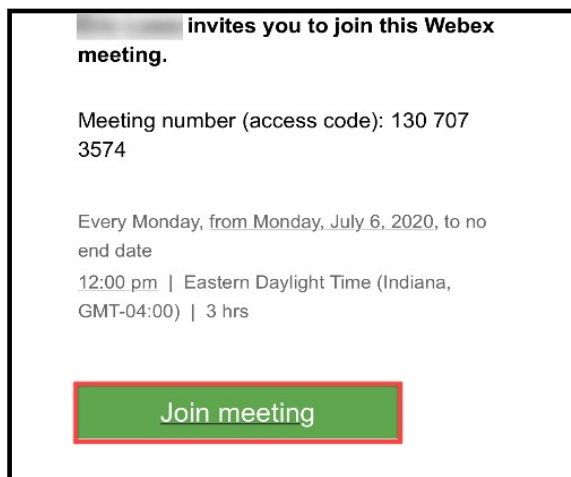 invites you to join this Webex
meeting.
Meeting number (access code): 130 707
3574
Every Monday, from Monday, July 6, 2020, to no
end date
12:00 pm | Eastern Daylight Time (Indiana,
GMT-04:00) | 3 hrs
Join meeting